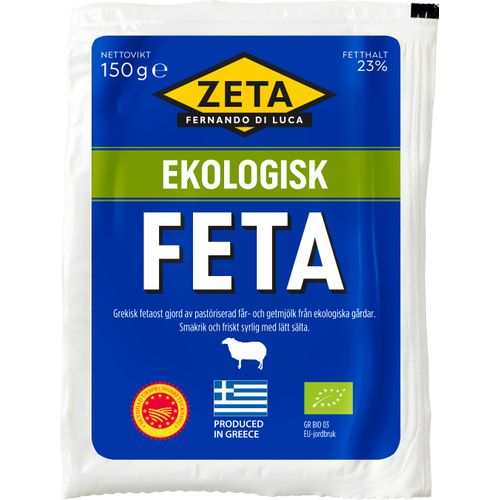 NETTOVIKT
150 g e
FETTHALT
23%
ZETA
FERNANDO DI LUCA
EKOLOGISK
FETA
Grekisk fetaost gjord av pastöriserad får- och getmjölk från ekologiska gårdar.
Smakrik och friskt syrlig med lätt sälta.
PRODUCED
IN GREECE
GR BIO 03
EU-jordbruk